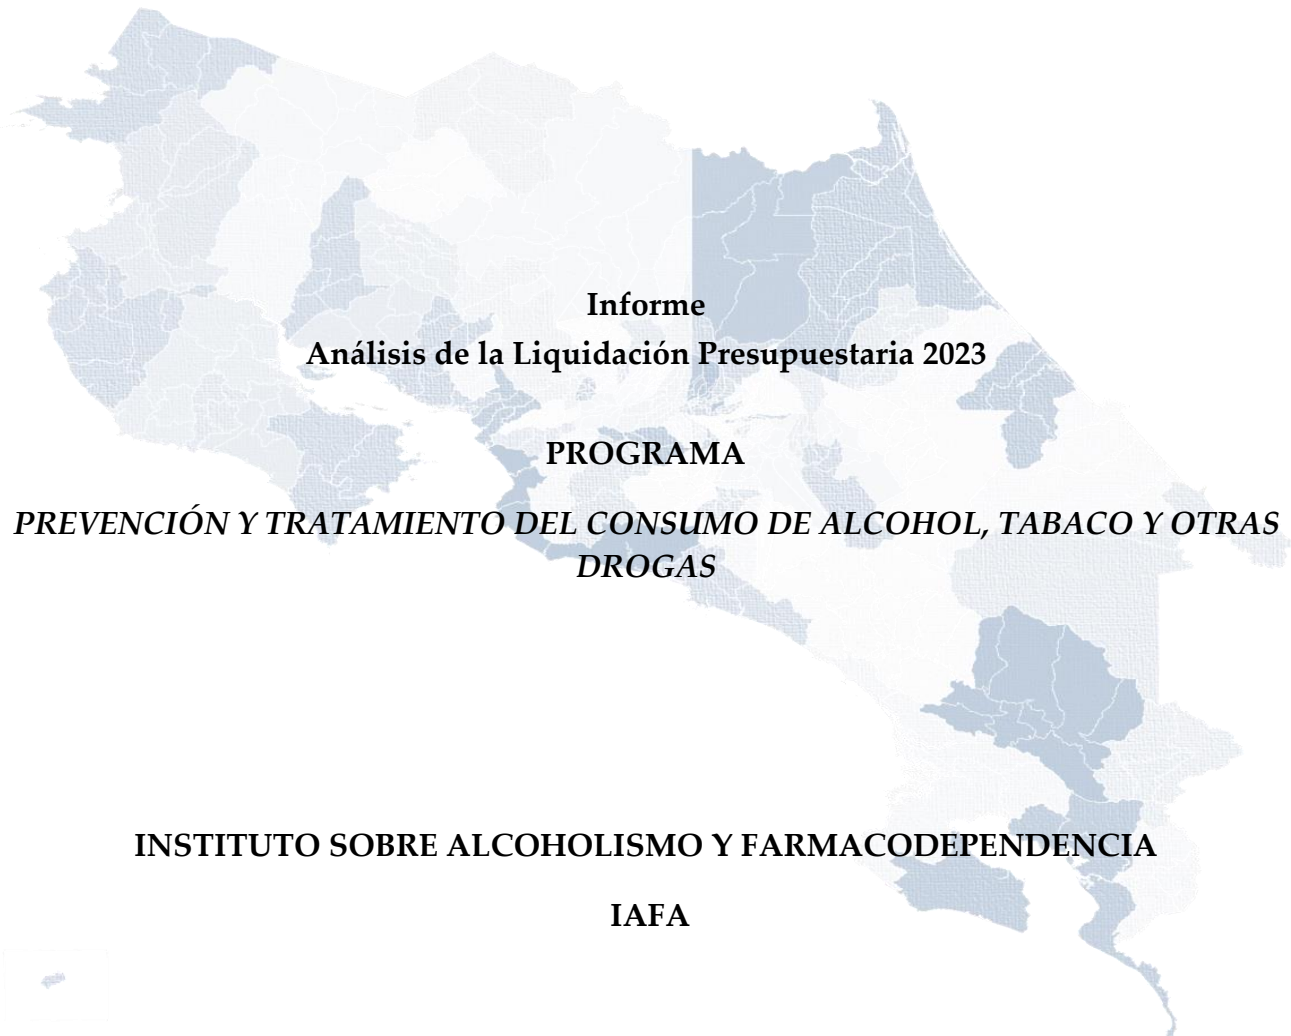 Informe
Análisis de la Liquidación Presupuestaria 2023
PROGRAMA
PREVENCIÓN Y TRATAMIENTO DEL CONSUMO DE ALCOHOL, TABACO Y OTRAS
DROGAS
INSTITUTO SOBRE ALCOHOLISMO Y FARMACODEPENDENCIA
IAFA